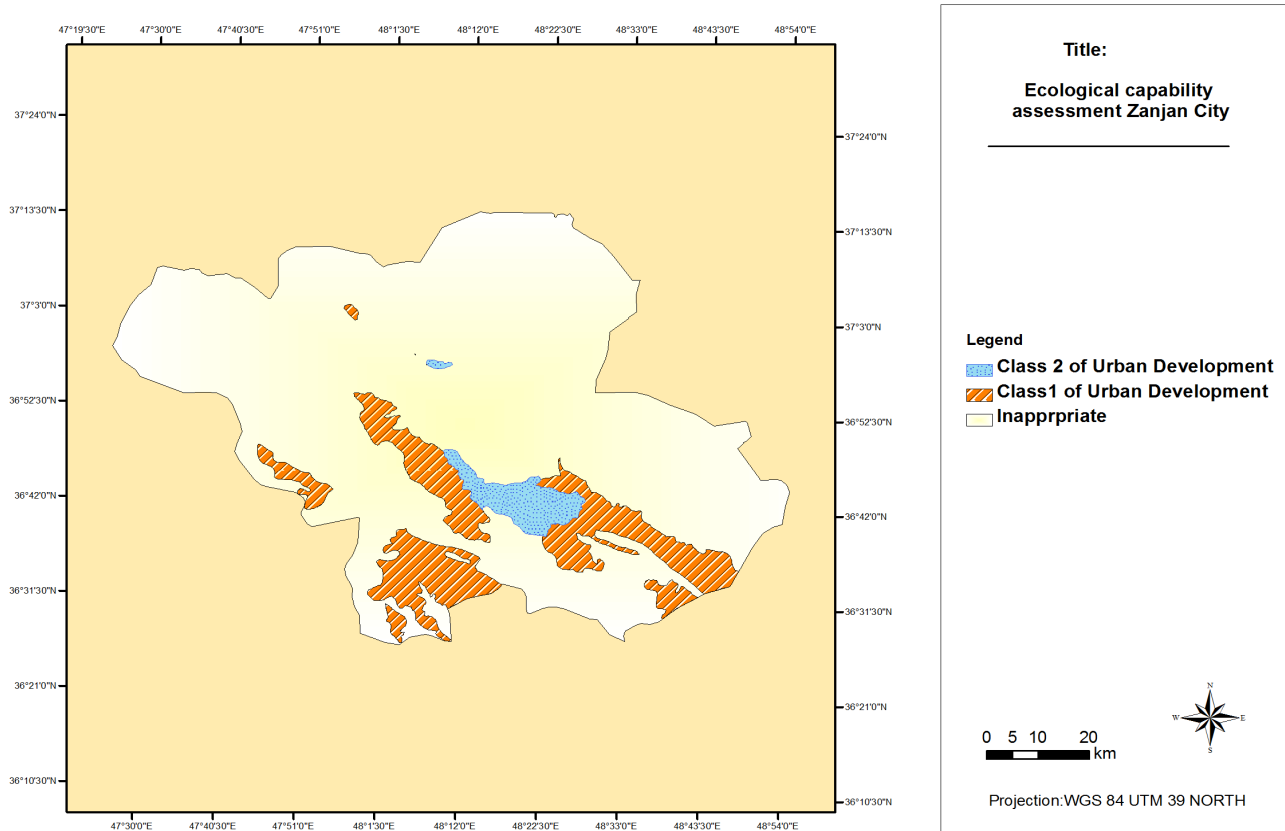 47°19'30"E 47°30'0"E 47°40'30"E 47°51'0"E 48°1'30"E 48°12'0"E 48°22'30"E 48°33'0"E 48°43'30"E 48°54'0"E
37°24'0"N
37°13'30"N
37°3'0"N
36°52'30"N
36°42'0"N
36°31'30"N
36°21'0"N
36°10'30"N
37°24'0"N
37°13'30"N
37°3'0"N
36°52'30"N
36°42'0"N
36°31'30"N
36°21'0"N
36°10'30"N
47°30'0"E 47°40'30"E 47°51'0"E 48°1'30"E 48°12'0"E 48°22'30"E 48°33'0"E 48°43'30"E 48°54'0"E
Title:
Ecological capability
assessment Zanjan City
Legend
Class 2 of Urban Development
Class1 of Urban Development
Inapprpriate
N
W E
S
0 5 10 20
km
Projection:WGS 84 UTM 39 NORTH